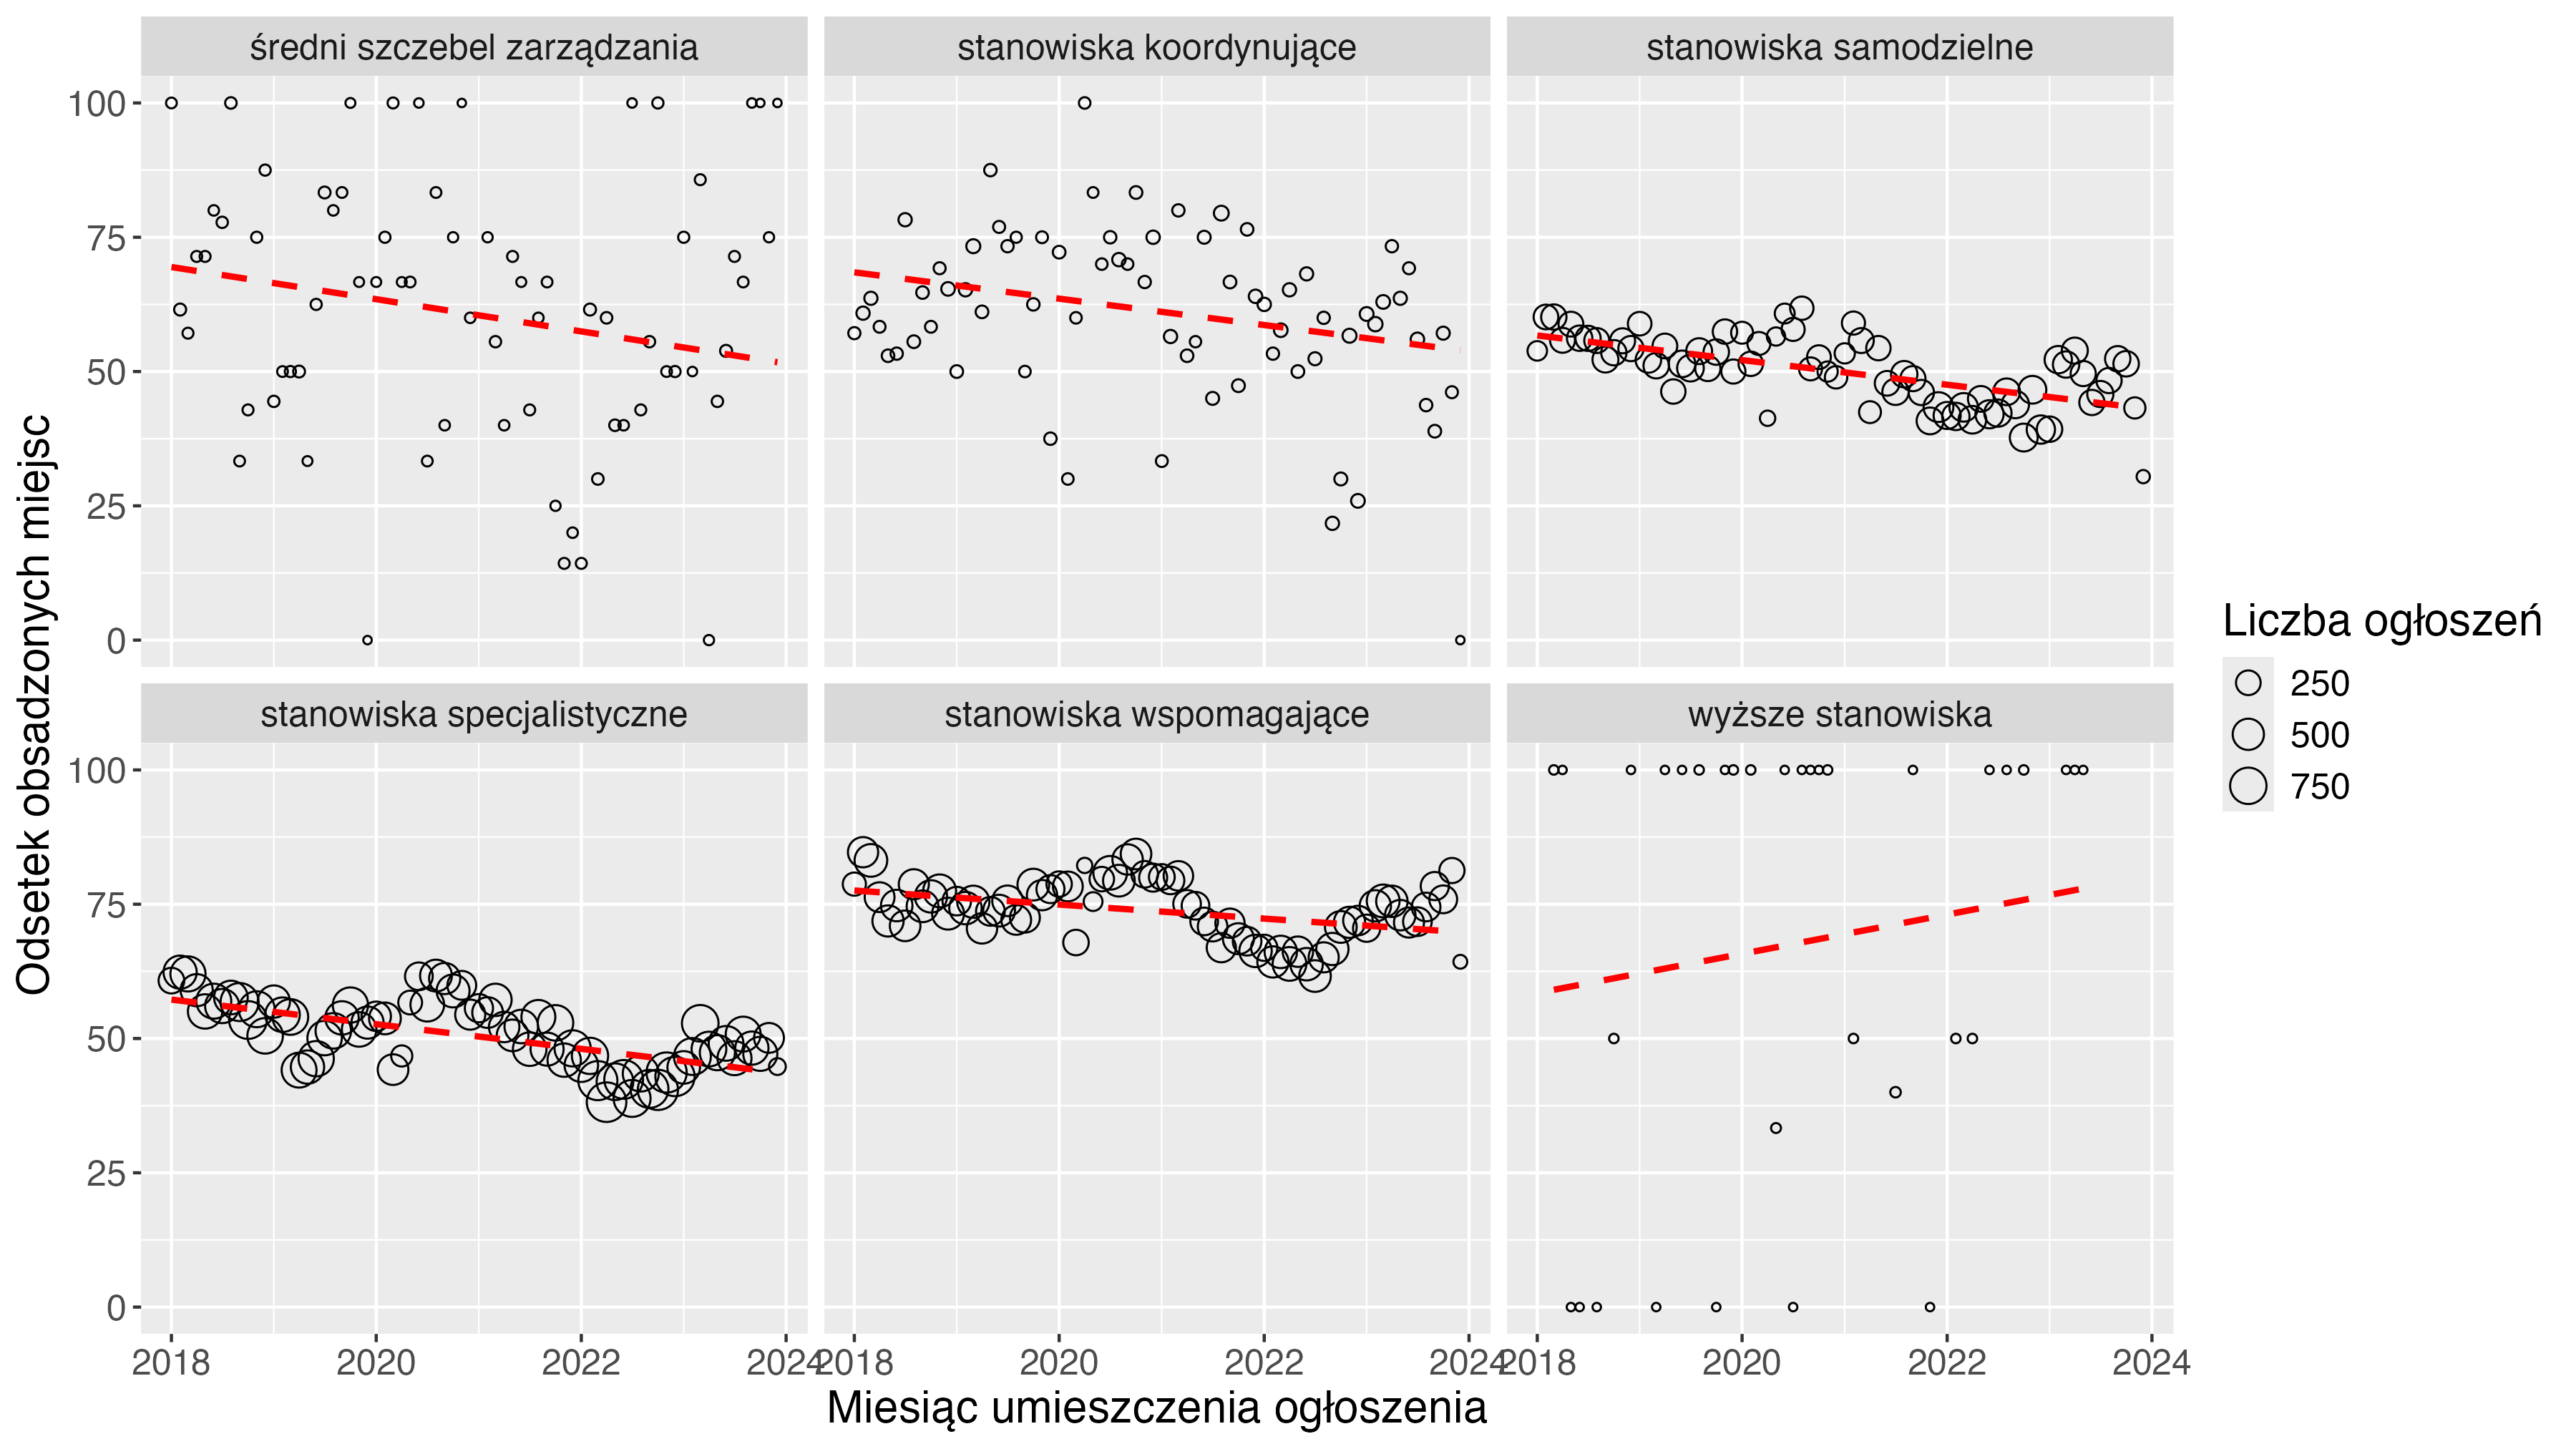 średni szczebel zarządzania
stanowiska koordynujące
stanowiska samodzielne
100
75
50
25
0
stanowiska specjalistyczne
stanowiska wspomagające
wyższe stanowiska
100
75
50
25
0
2018 2020 2022 2024
2018 2020 2022 2024
2018 2020 2022 2024
Miesiąc umieszczenia ogłoszenia
Odsetek obsadzonych miejsc
Liczba ogłoszeń
250
500
750